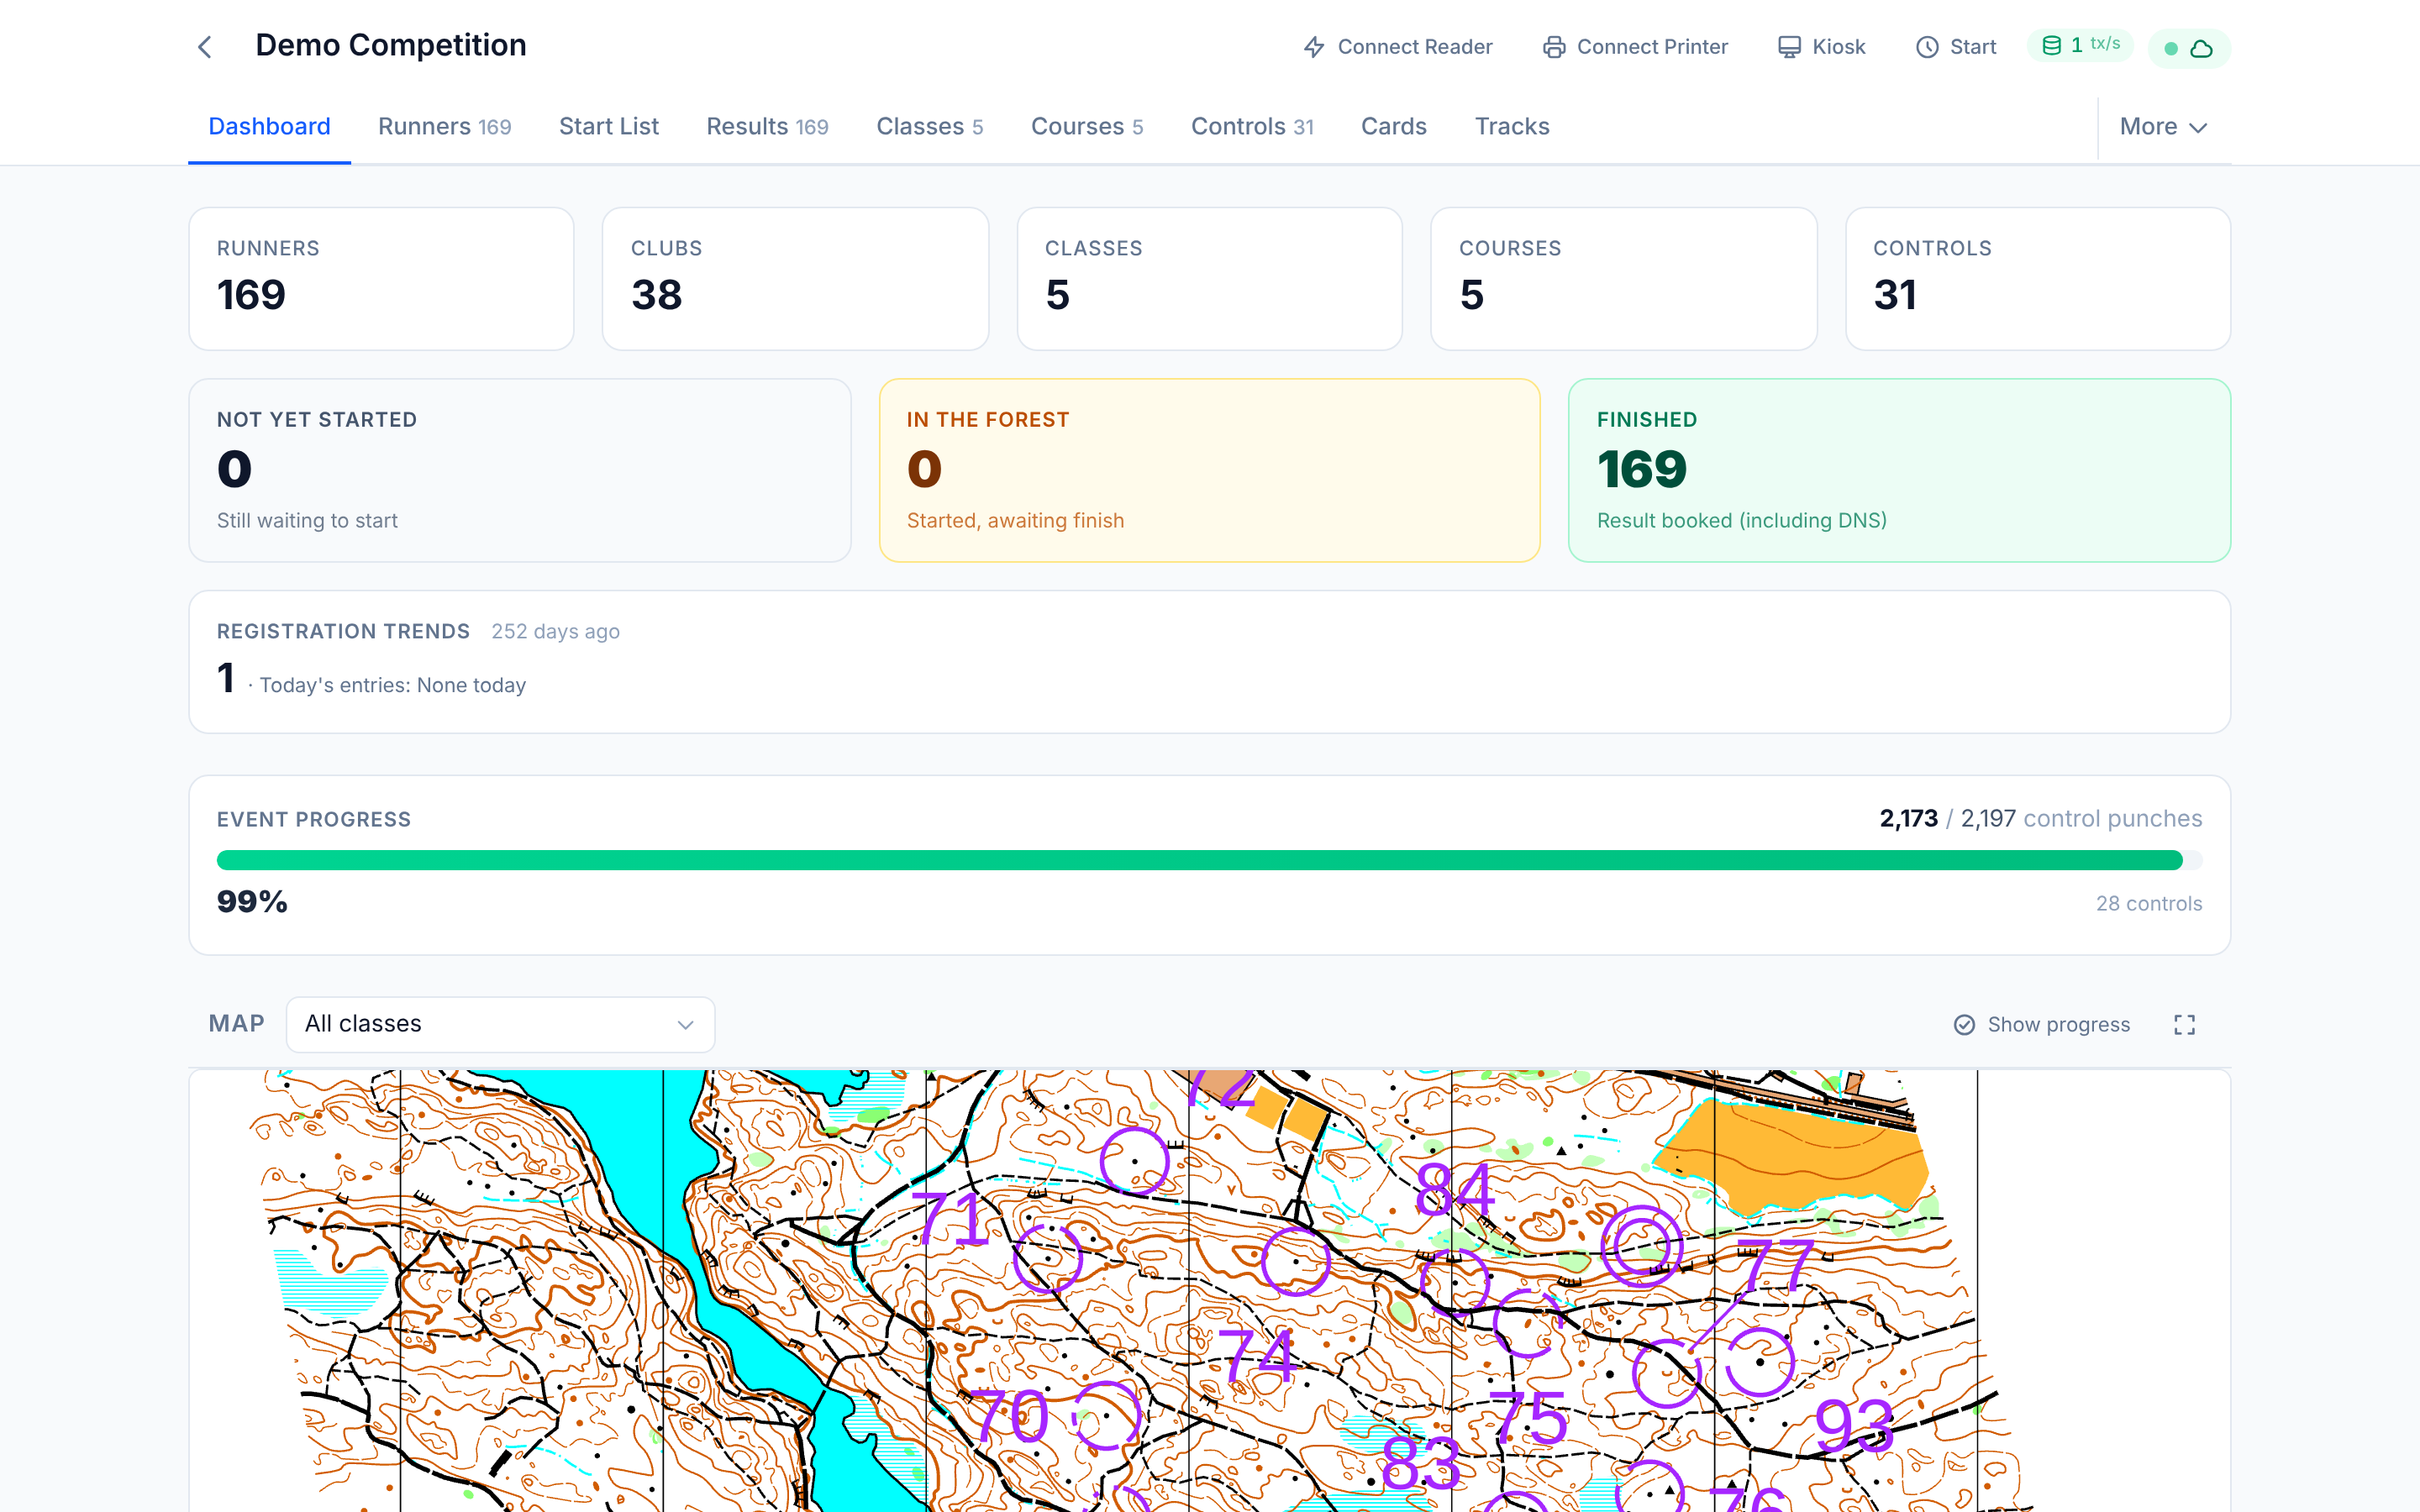 Demo Competition
Connect Reader
Connect Printer
Kiosk
Start
1 tx/s
Dashboard
Runners 169
Start List
Results 169
Classes 5
Courses 5
Controls 31
Cards
Tracks
More
RUNNERS
169
CLUBS
38
CLASSES
5
COURSES
5
CONTROLS
31
NOT YET STARTED
0
Still waiting to start
IN THE FOREST
0
Started, awaiting finish
FINISHED
169
Result booked (including DNS)
REGISTRATION TRENDS 252 days ago
1 · Today's entries: None today
EVENT PROGRESS
2,173 / 2,197 control punches
99%
28 controls
MAP
All classes
Show progress
72
84
71
77
74
70
75
93
83
76